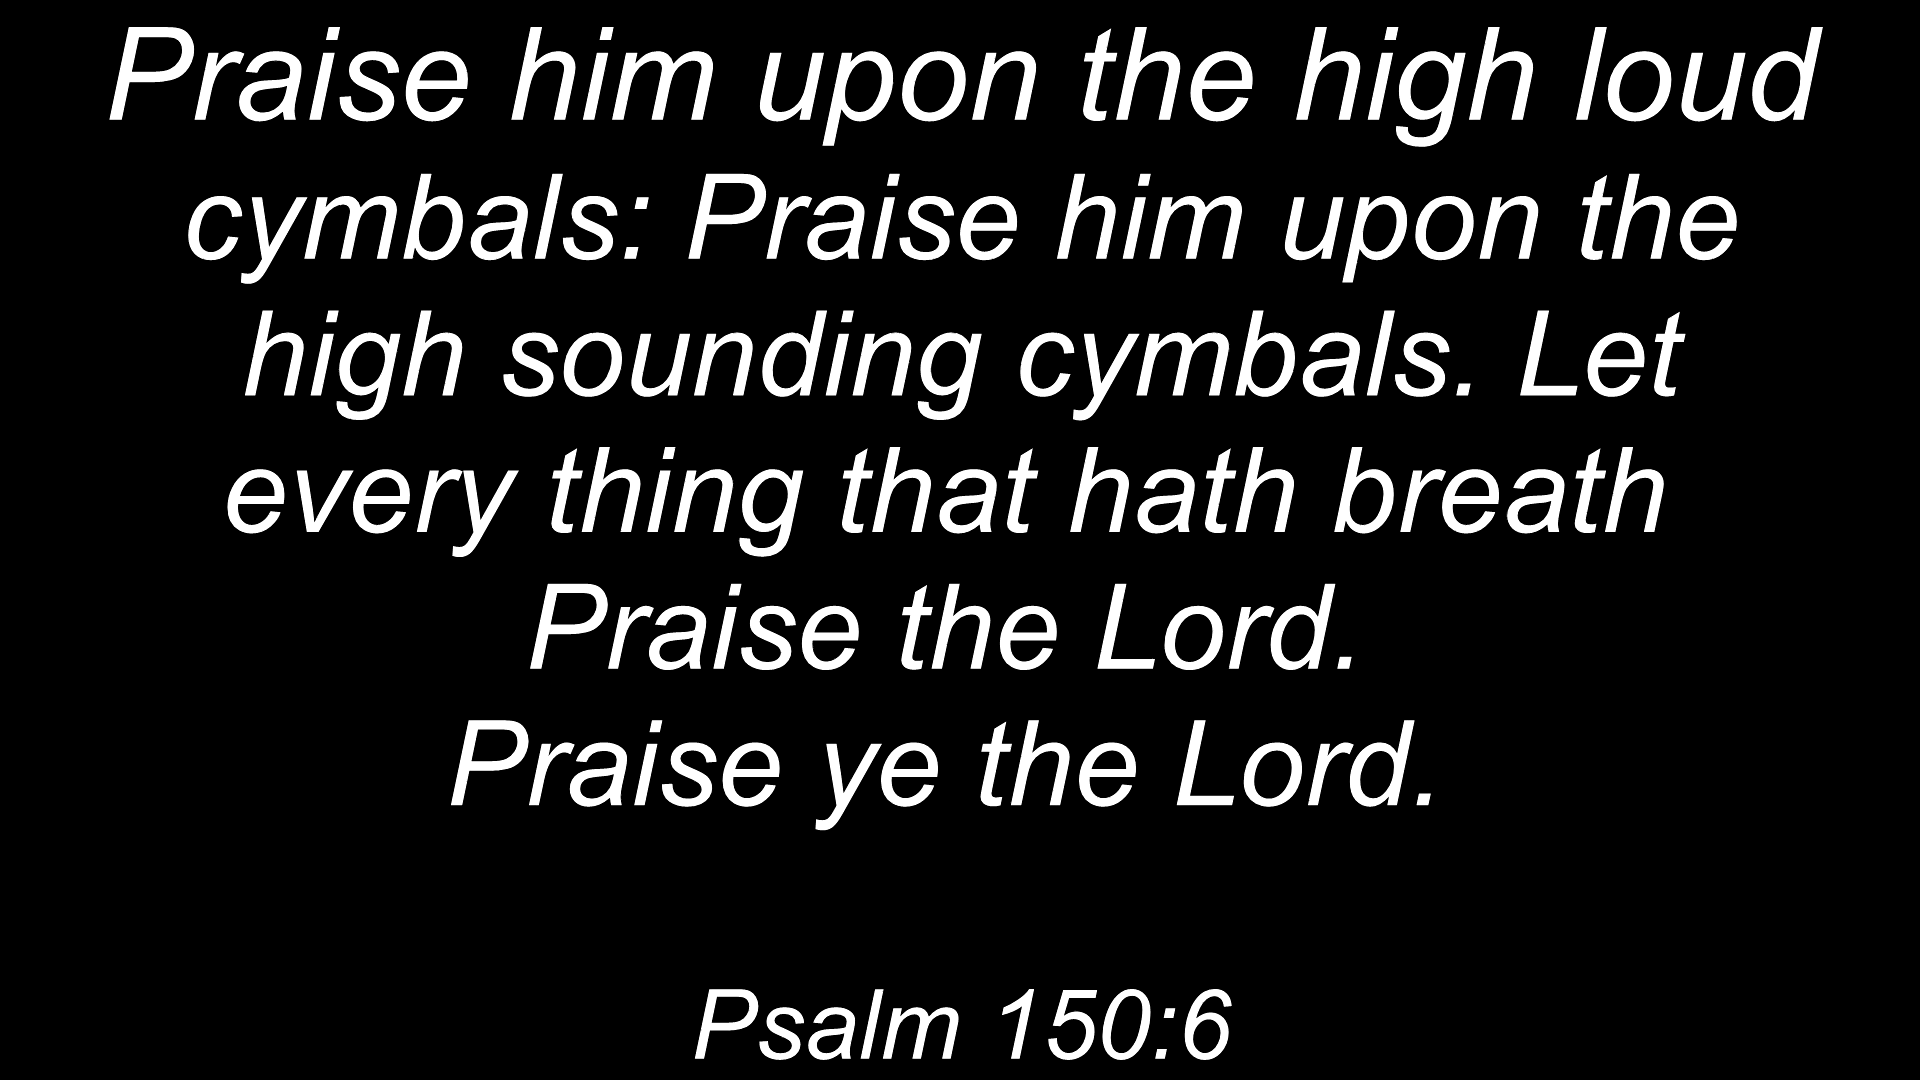 Praise him upon the high loud
cymbals: Praise him upon the
high sounding cymbals. Let
every thing that hath breath
Praise the Lord.
Praise ye the Lord.
Psalm 150:6